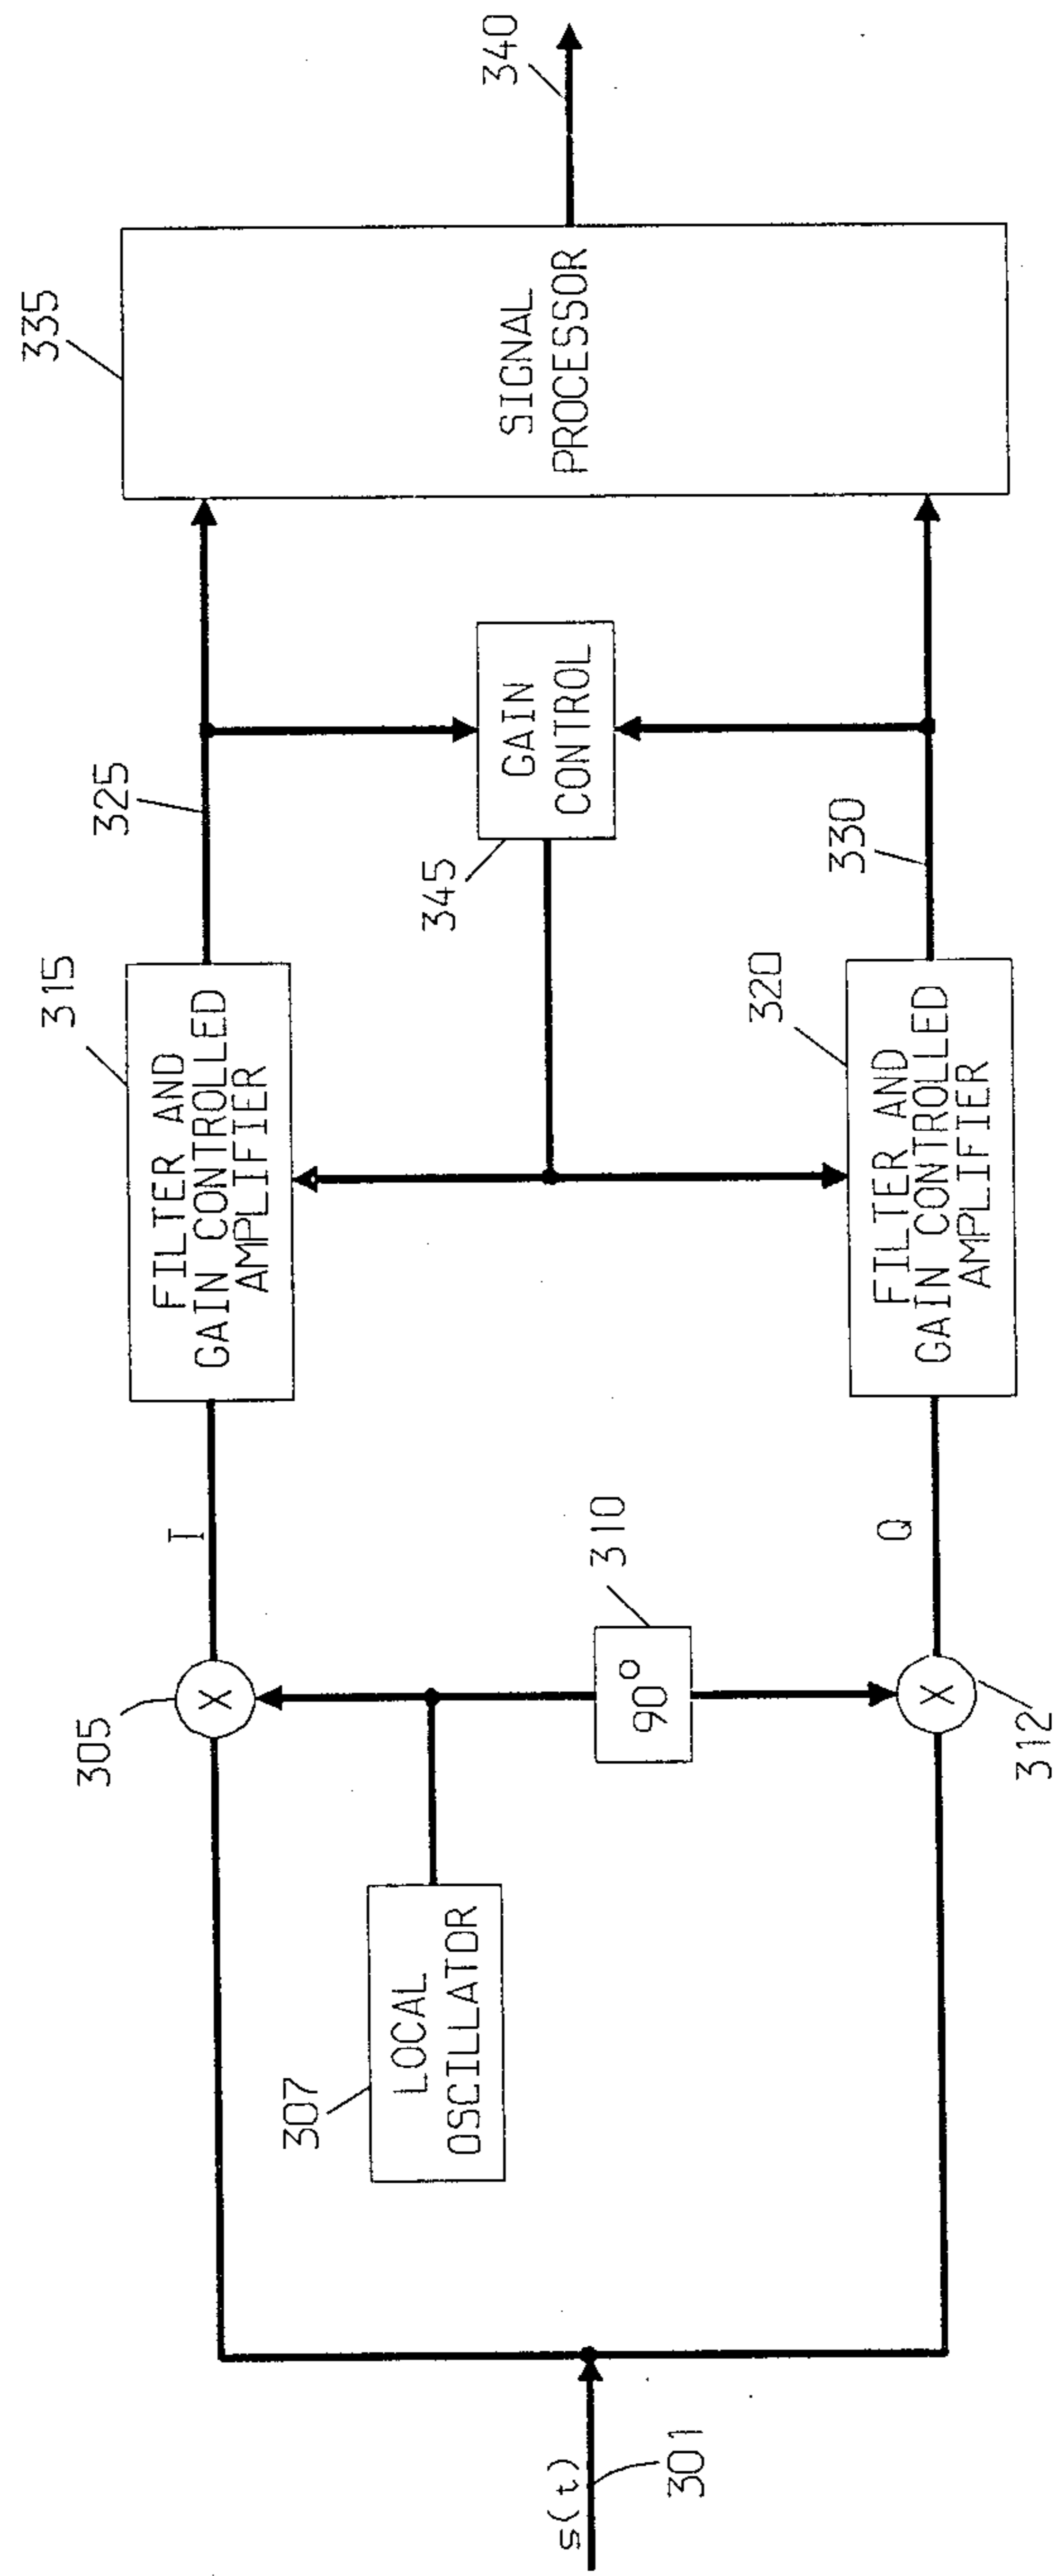 s(t)
301
305
X
I
315
FILTER AND
GAIN CONTROLLED
AMPLIFIER
325
335
307
LOCAL
OSCILLATOR
310
90°
345
GAIN
CONTROL
SIGNAL
PROCESSOR
340
312
X
Q
320
FILTER AND
GAIN CONTROLLED
AMPLIFIER
330